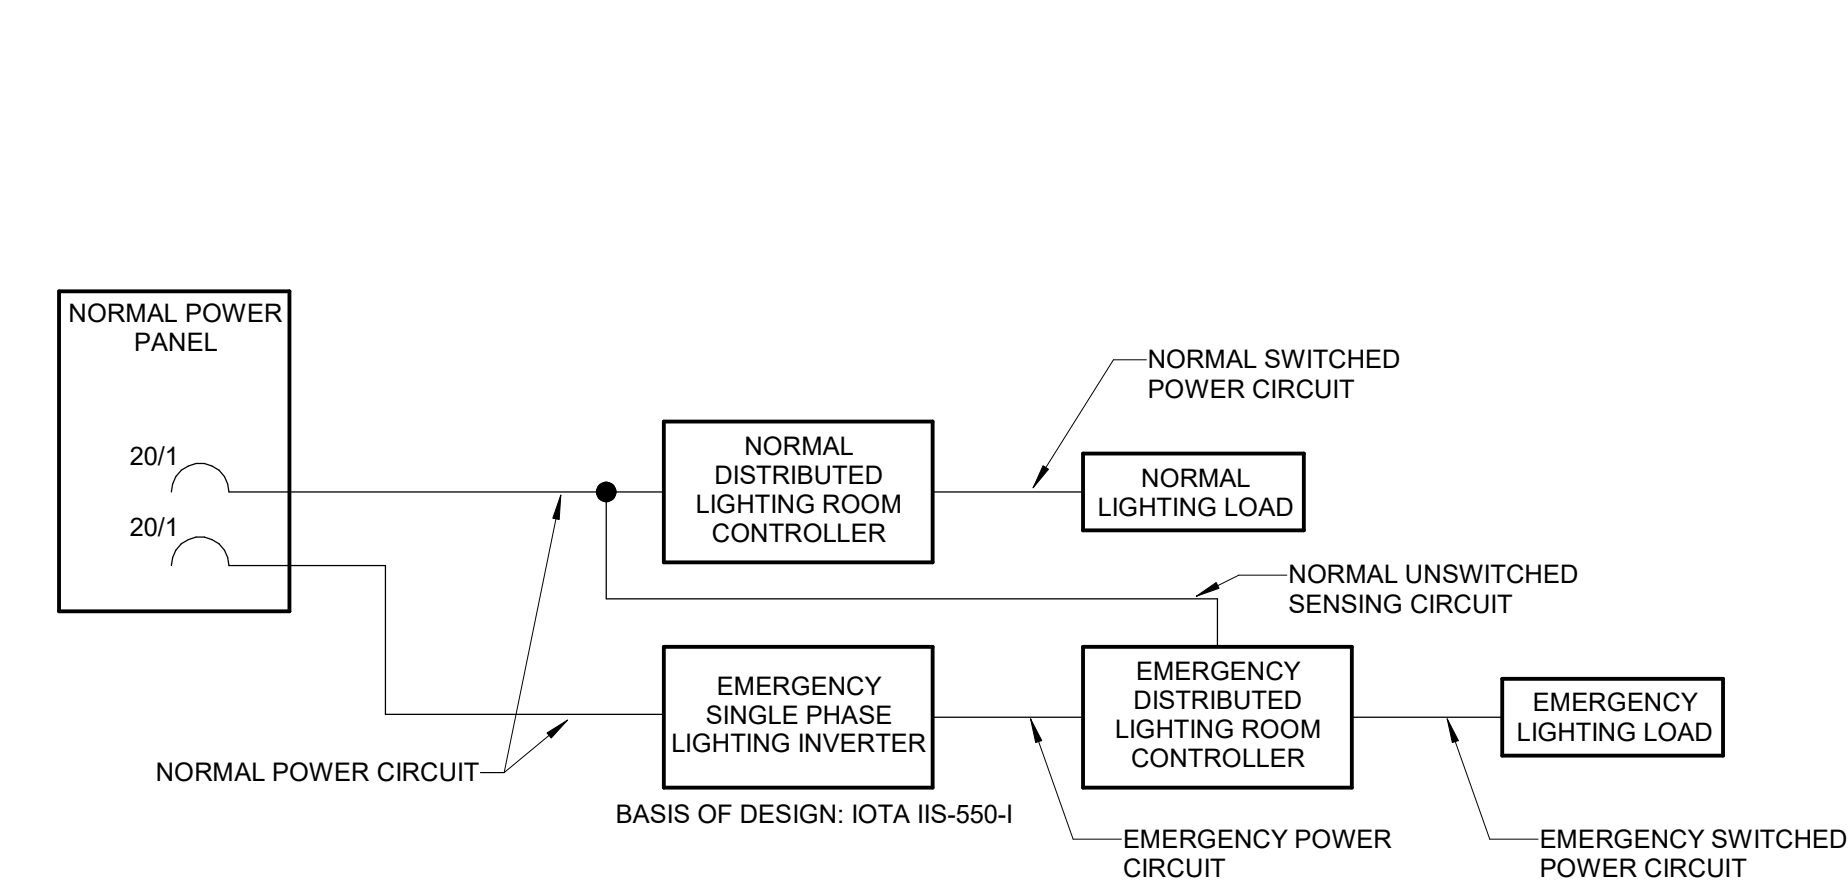 NORMAL POWER
PANEL
20/1
20/1
NORMAL
DISTRIBUTED
LIGHTING ROOM
CONTROLLER
NORMAL SWITCHED
POWER CIRCUIT
NORMAL
LIGHTING LOAD
NORMAL UNSWITCHED
SENSING CIRCUIT
EMERGENCY
SINGLE PHASE
LIGHTING INVERTER
EMERGENCY
DISTRIBUTED
LIGHTING ROOM
CONTROLLER
EMERGENCY
LIGHTING LOAD
NORMAL POWER CIRCUIT
BASIS OF DESIGN: IOTA IIS-550-I
EMERGENCY POWER
CIRCUIT
EMERGENCY SWITCHED
POWER CIRCUIT